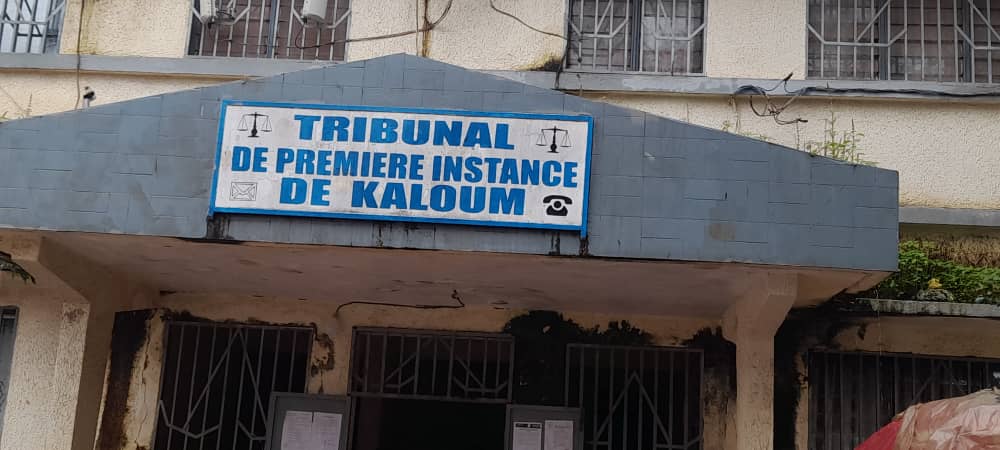 TRIBUNAL
DE PREMIERE INSTANCE
DE KALOUM